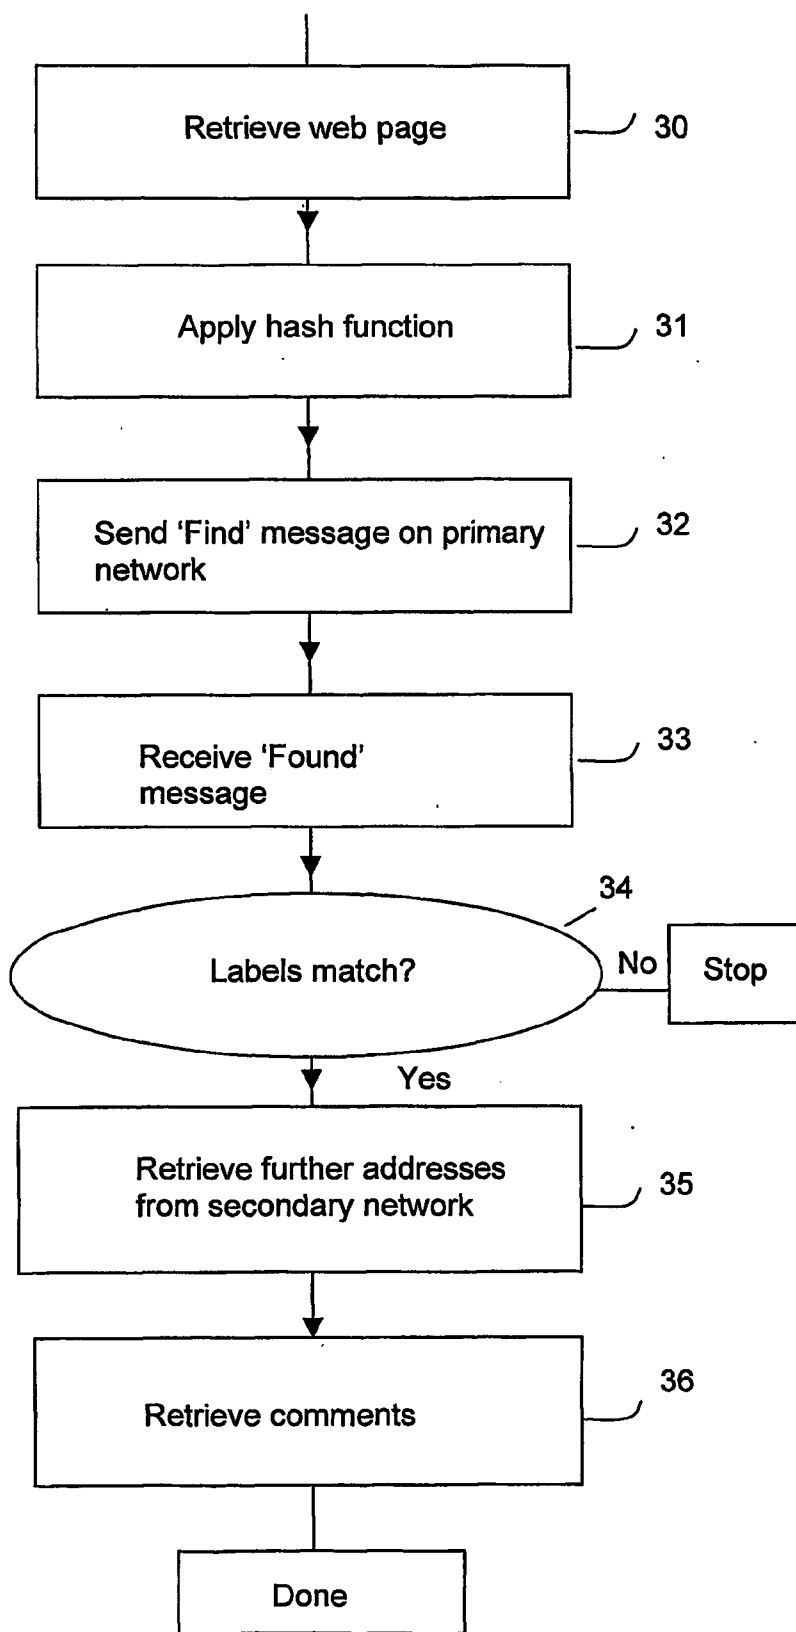 Retrieve web page
30
Apply hash function
31
Send 'Find' message on primary
network
32
Receive 'Found'
message
33
34
Labels match?
No
Stop
Yes
Retrieve further addresses
from secondary network
35
Retrieve comments
36
Done